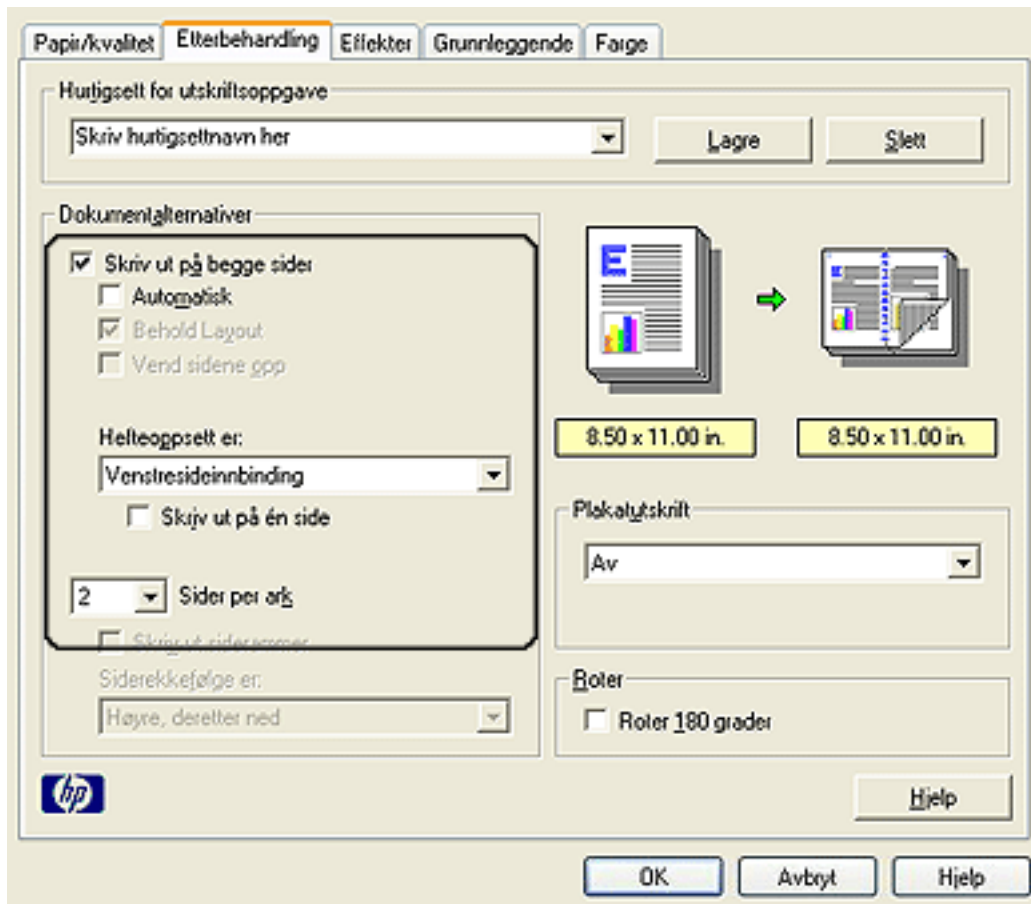 Papir/kvalitet Etterbehandling Effekter Grunnleggende Farge
Hurtigsett for utskriftsoppgave
Skriv hurtigsettnavn her Lagre Slett
Dokumentalternativer
Skriv ut på begge sider
Automatisk
Behold Layout
Vend sidene opp
Hefteoppsett er:
Venstresideinnbinding
Skriv ut på én side
2 Sider per ark
Skriv ut siderammer
Siderekkefølge er:
Høyre, deretter ned
E
8.50 x 11.00 in. 8.50 x 11.00 in.
Plakatutskrift
Av
Roter
Roter 180 grader
hp
Hjelp
OK Avbryt Hjelp